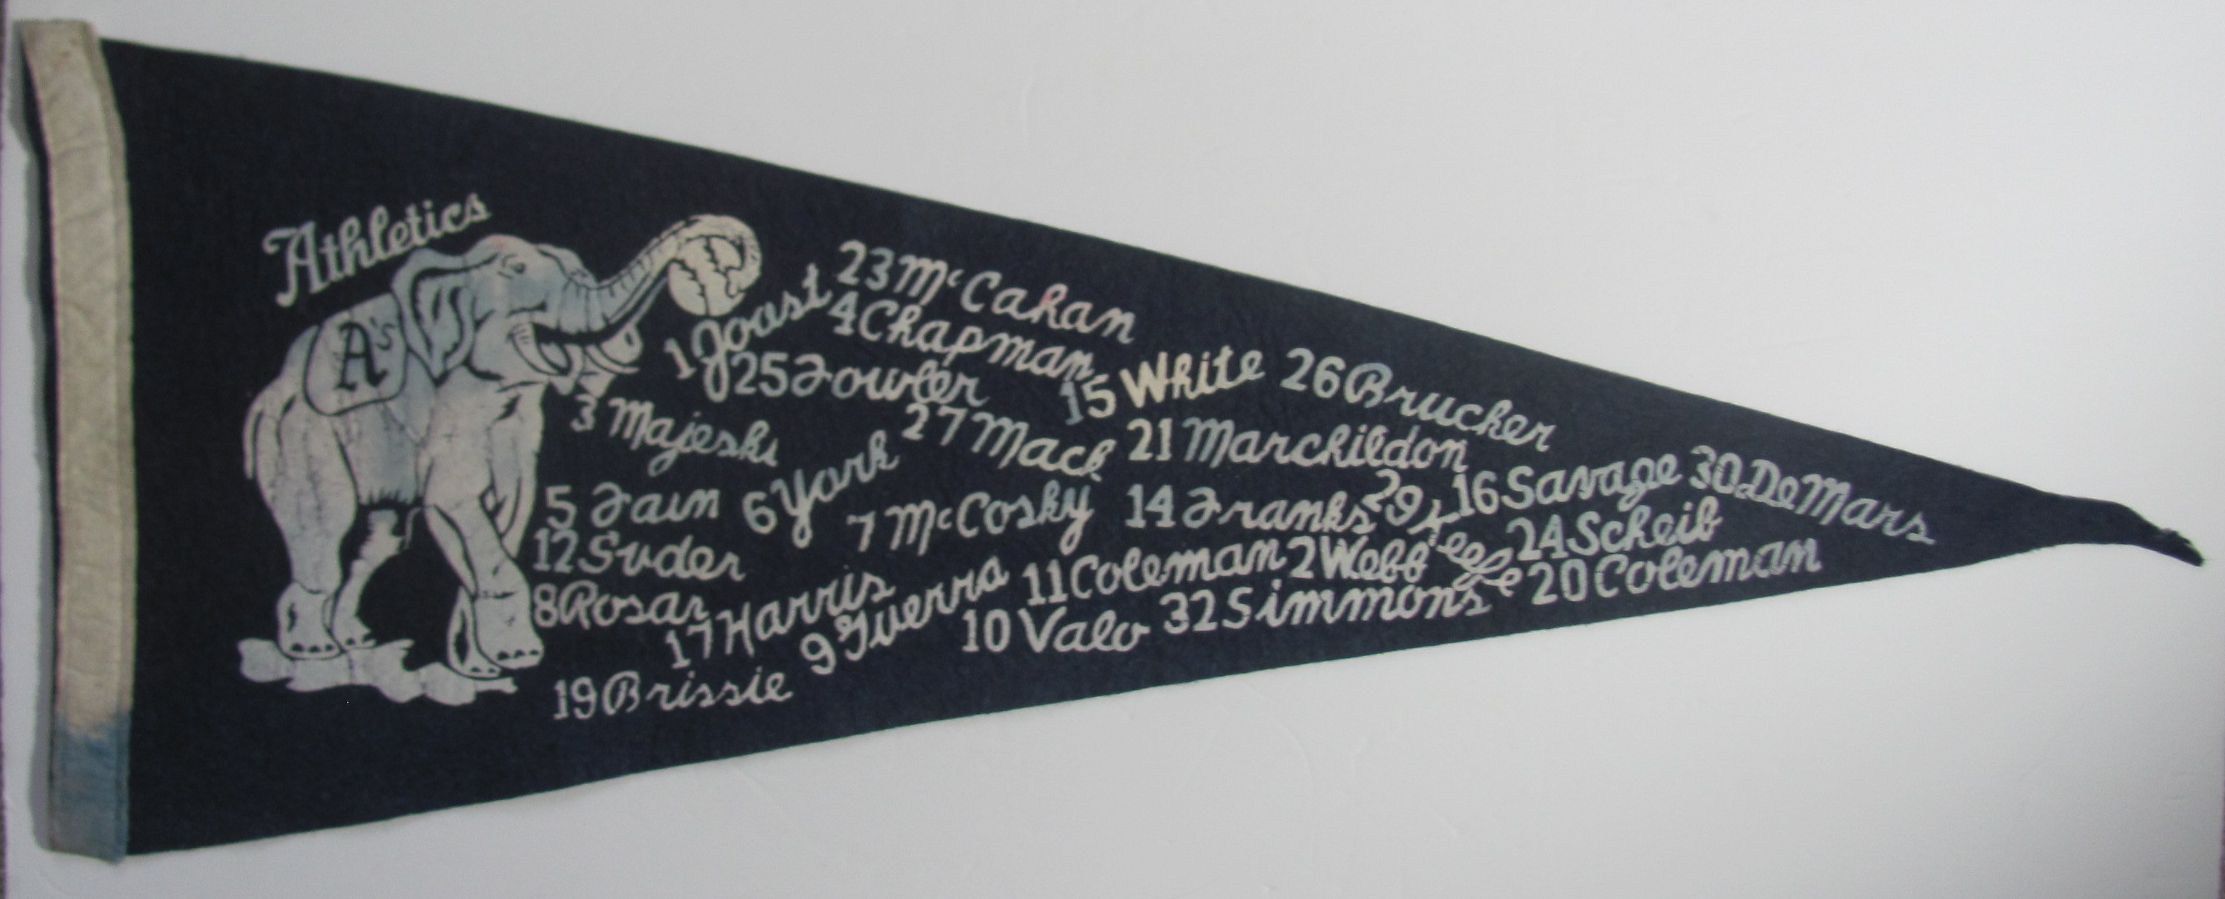 Athletics
A's
23 McCahan
1 Joost
4 Chapman
25 Fowler
15 White
26 Brucker
3 Majeski
27 Mack
21 Marchildon
6 York
5 Fain
7 McCosky
14 Franks
29
16 Savage
30 DeMars
12 Suder
24 Scheib
8 Rosar
17 Harris
9 Guerra
11 Coleman
2 Webb
20 Coleman
10 Valo
32 Simmons
19 Brissie